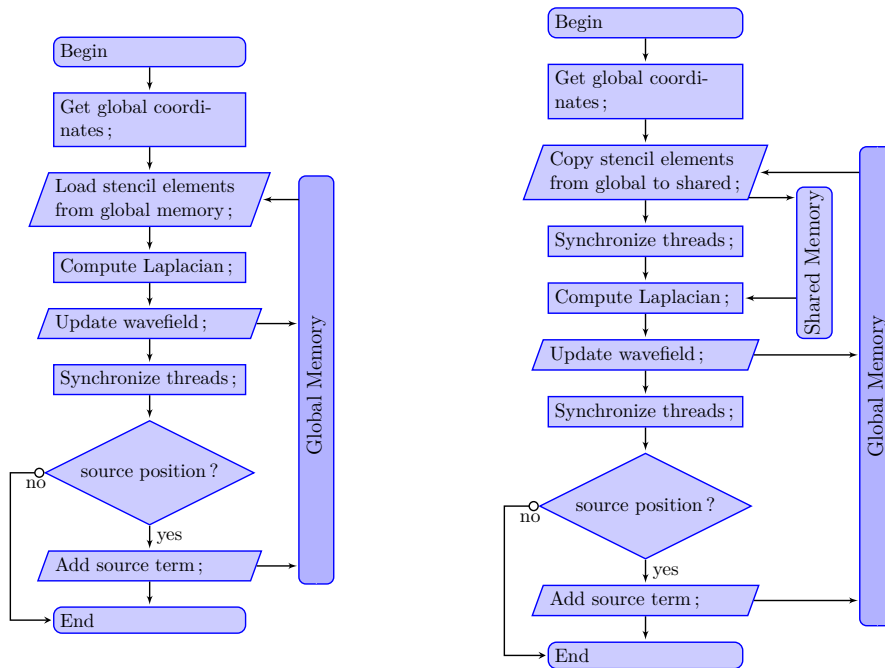 Begin
Get global coordi-
nates ;
Load stencil elements
from global memory ;
Compute Laplacian ;
Update wavefield ;
Synchronize threads ;
source position ?
no
yes
Add source term ;
End
Global Memory
Begin
Get global coordi-
nates ;
Copy stencil elements
from global to shared ;
Synchronize threads ;
Compute Laplacian ;
Update wavefield ;
Synchronize threads ;
source position ?
no
yes
Add source term ;
End
Shared Memory
Global Memory